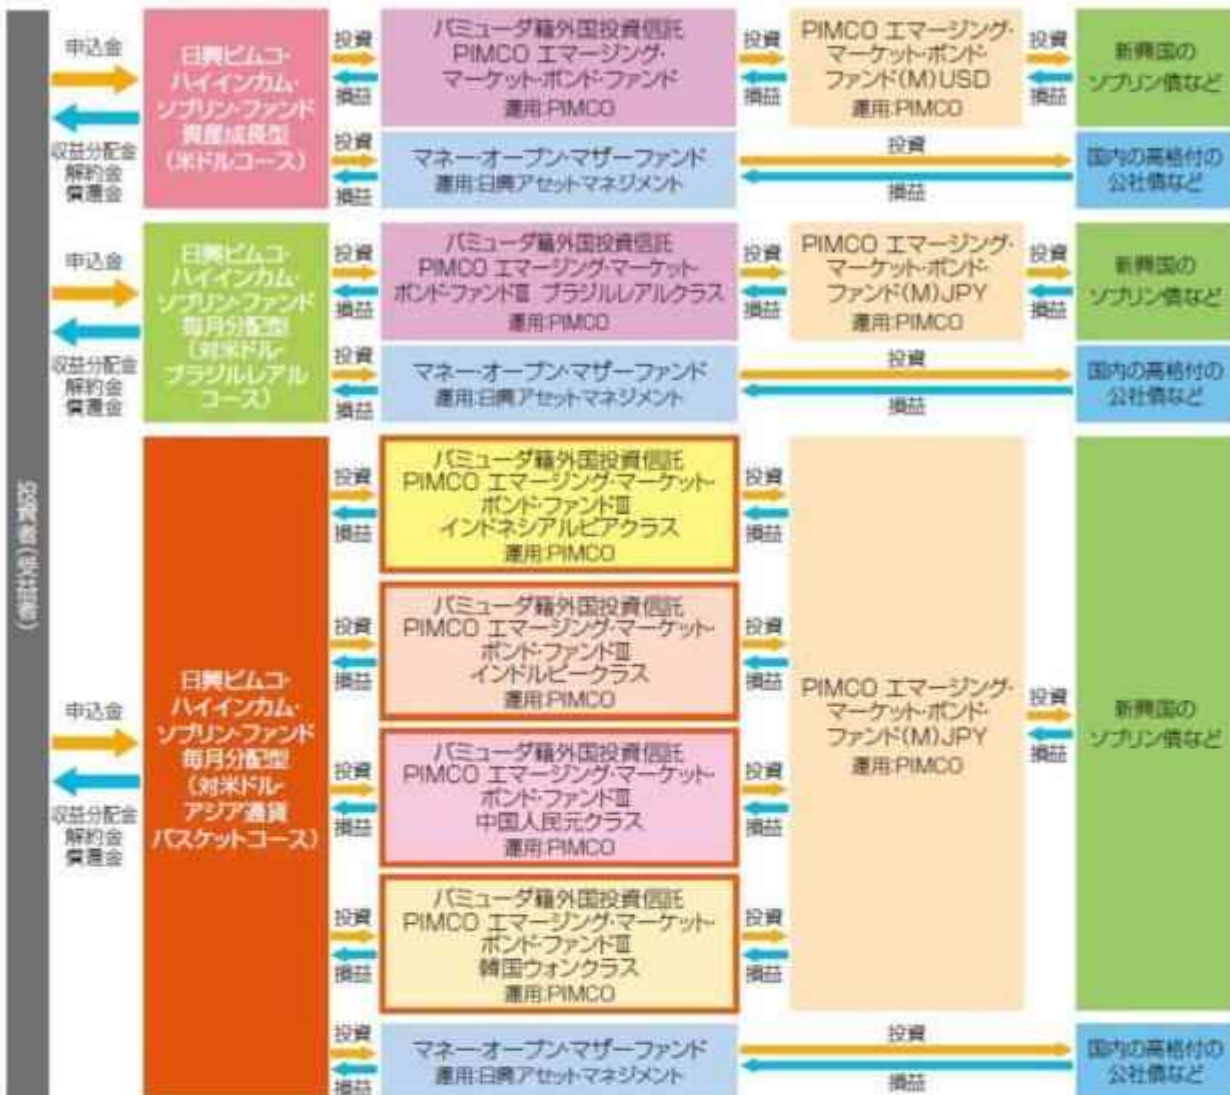 投資者(受益者)
申込金
収益分配金
解約金
償還金
日興ピムコ・
ハイインカム・
ソブリン・ファンド
資産成長型
(米ドルコース)
投資
損益
バミューダ籍外国投資信託
PIMCO エマージング・
マーケット・ボンド・ファンド
運用:PIMCO
投資
損益
PIMCO エマージング・
マーケット・ボンド・
ファンド(M)USD
運用:PIMCO
投資
損益
新興国の
ソブリン債など
投資
損益
マネー・オープン・マザーファンド
運用:日興アセットマネジメント
投資
損益
国内の高格付の
公社債など
申込金
収益分配金
解約金
償還金
日興ピムコ・
ハイインカム・
ソブリン・ファンド
毎月分配型
(対米ドル・
ブラジルレアル
コース)
投資
損益
バミューダ籍外国投資信託
PIMCO エマージング・マーケット・
ボンド・ファンドⅢ ブラジルレアルクラス
運用:PIMCO
投資
損益
PIMCO エマージング・
マーケット・ボンド・
ファンド(M)JPY
運用:PIMCO
投資
損益
新興国の
ソブリン債など
投資
損益
マネー・オープン・マザーファンド
運用:日興アセットマネジメント
投資
損益
国内の高格付の
公社債など
申込金
収益分配金
解約金
償還金
日興ピムコ・
ハイインカム・
ソブリン・ファンド
毎月分配型
(対米ドル・
アジア通貨
バスケットコース)
投資
損益
バミューダ籍外国投資信託
PIMCO エマージング・マーケット・
ボンド・ファンドⅢ
インドネシアルピアクラス
運用:PIMCO
投資
損益
投資
損益
バミューダ籍外国投資信託
PIMCO エマージング・マーケット・
ボンド・ファンドⅢ
インドルピークラス
運用:PIMCO
投資
損益
投資
損益
バミューダ籍外国投資信託
PIMCO エマージング・マーケット・
ボンド・ファンドⅢ
中国人民元クラス
運用:PIMCO
投資
損益
投資
損益
バミューダ籍外国投資信託
PIMCO エマージング・マーケット・
ボンド・ファンドⅢ
韓国ウォンクラス
運用:PIMCO
投資
損益
PIMCO エマージング・
マーケット・ボンド・
ファンド(M)JPY
運用:PIMCO
投資
損益
新興国の
ソブリン債など
投資
損益
マネー・オープン・マザーファンド
運用:日興アセットマネジメント
投資
損益
国内の高格付の
公社債など